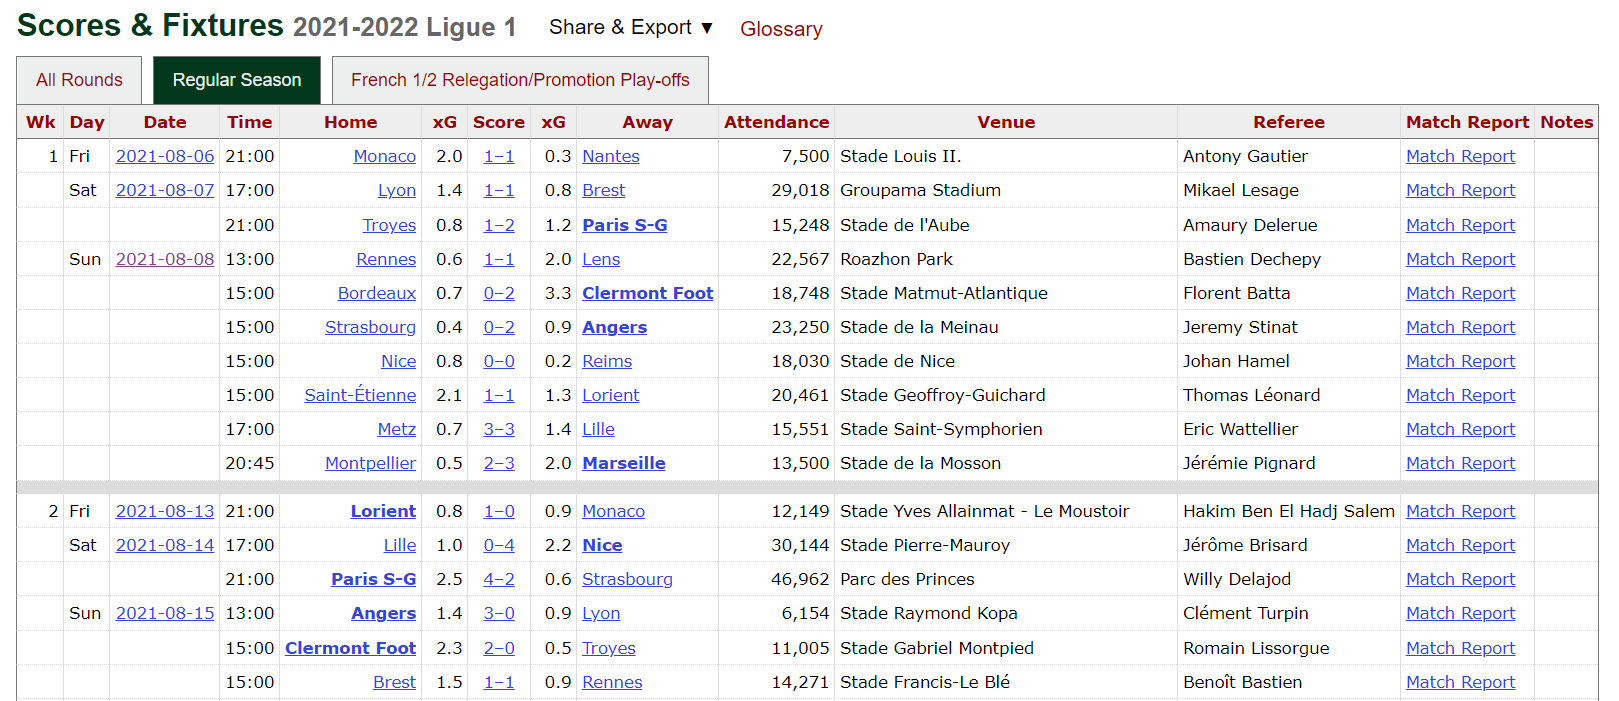 Scores & Fixtures 2021-2022 Ligue 1 Share & Export ▼ Glossary
All Rounds Regular Season French 1/2 Relegation/Promotion Play-offs
Wk Day Date Time Home xG Score xG Away Attendance Venue Referee Match Report Notes
1 Fri 2021-08-06 21:00 Monaco 2.0 1–1 0.3 Nantes 7,500 Stade Louis II. Antony Gautier Match Report
Sat 2021-08-07 17:00 Lyon 1.4 1–1 0.8 Brest 29,018 Groupama Stadium Mikael Lesage Match Report
21:00 Troyes 0.8 1–2 1.2 Paris S-G 15,248 Stade de l'Aube Amaury Delerue Match Report
Sun 2021-08-08 13:00 Rennes 0.6 1–1 2.0 Lens 22,567 Roazhon Park Bastien Dechepy Match Report
15:00 Bordeaux 0.7 0–2 3.3 Clermont Foot 18,748 Stade Matmut-Atlantique Florent Batta Match Report
15:00 Strasbourg 0.4 0–2 0.9 Angers 23,250 Stade de la Meinau Jeremy Stinat Match Report
15:00 Nice 0.8 0–0 0.2 Reims 18,030 Stade de Nice Johan Hamel Match Report
15:00 Saint-Étienne 2.1 1–1 1.3 Lorient 20,461 Stade Geoffroy-Guichard Thomas Léonard Match Report
17:00 Metz 0.7 3–3 1.4 Lille 15,551 Stade Saint-Symphorien Eric Wattellier Match Report
20:45 Montpellier 0.5 2–3 2.0 Marseille 13,500 Stade de la Mosson Jérémie Pignard Match Report
2 Fri 2021-08-13 21:00 Lorient 0.8 1–0 0.9 Monaco 12,149 Stade Yves Allainmat - Le Moustoir Hakim Ben El Hadj Salem Match Report
Sat 2021-08-14 17:00 Lille 1.0 0–4 2.2 Nice 30,144 Stade Pierre-Mauroy Jérôme Brisard Match Report
21:00 Paris S-G 2.5 4–2 0.6 Strasbourg 46,962 Parc des Princes Willy Delajod Match Report
Sun 2021-08-15 13:00 Angers 1.4 3–0 0.9 Lyon 6,154 Stade Raymond Kopa Clément Turpin Match Report
15:00 Clermont Foot 2.3 2–0 0.5 Troyes 11,005 Stade Gabriel Montpied Romain Lissorgue Match Report
15:00 Brest 1.5 1–1 0.9 Rennes 14,271 Stade Francis-Le Blé Benoît Bastien Match Report